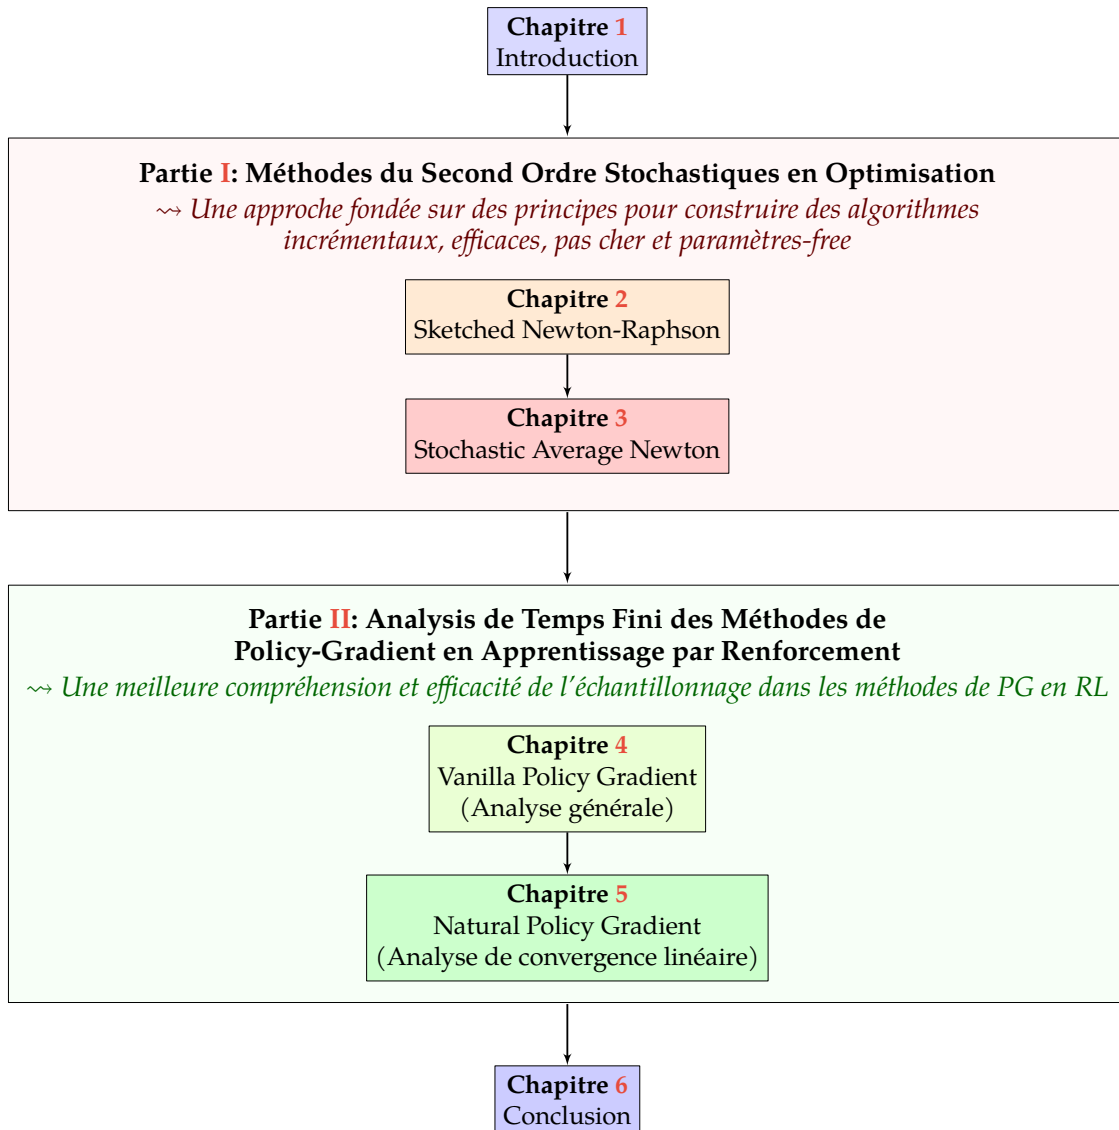 Chapitre 1
Introduction
Partie I: Méthodes du Second Ordre Stochastiques en Optimisation
⇝ Une approche fondée sur des principes pour construire des algorithmes
incrémentaux, efficaces, pas cher et paramètres-free
Chapitre 2
Sketched Newton-Raphson
Chapitre 3
Stochastic Average Newton
Partie II: Analysis de Temps Fini des Méthodes de
Policy-Gradient en Apprentissage par Renforcement
⇝ Une meilleure compréhension et efficacité de l'échantillonnage dans les méthodes de PG en RL
Chapitre 4
Vanilla Policy Gradient
(Analyse générale)
Chapitre 5
Natural Policy Gradient
(Analyse de convergence linéaire)
Chapitre 6
Conclusion